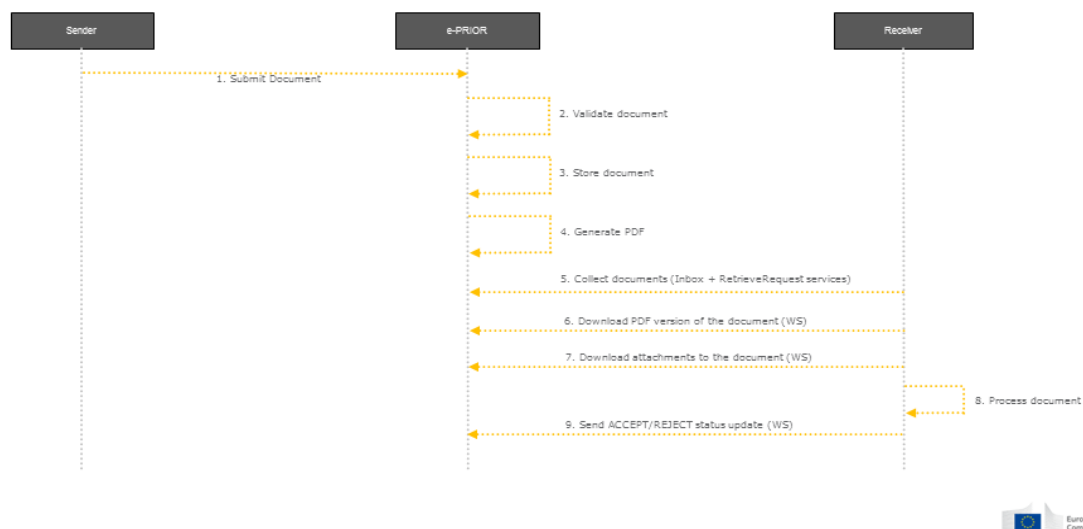 Sender
e-PRIOR
Receiver
1. Submit Document
2. Validate document
3. Store document
4. Generate PDF
5. Collect documents (Inbox + RetrieveRequest services)
6. Download PDF version of the document (WS)
7. Download attachments to the document (WS)
8. Process document
9. Send ACCEPT/REJECT status update (WS)